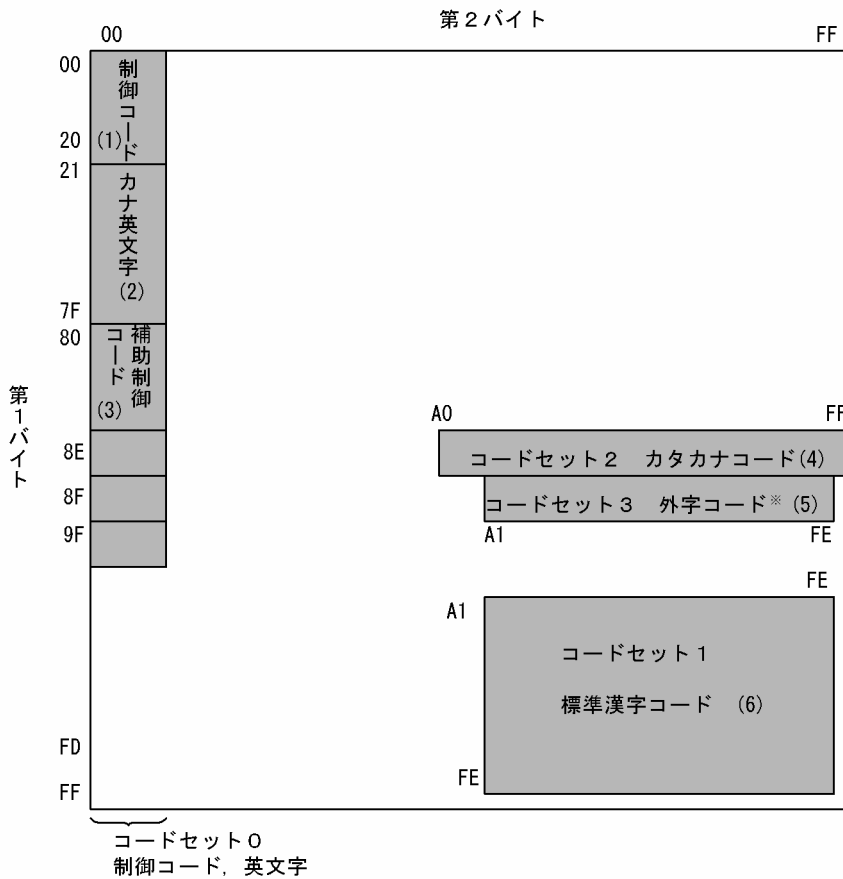 第2バイト
00
FF
00
制御コード
(1)
20
21
カナ英文字
(2)
7F
80
補助制御
コード
(3)
第1バイト
8E
8F
9F
A0
FF
コードセット2 カタカナコード(4)
コードセット3 外字コード※ (5)
A1
FE
FE
A1
コードセット1
標準漢字コード (6)
FD
FE
FF
コードセット0
制御コード, 英文字